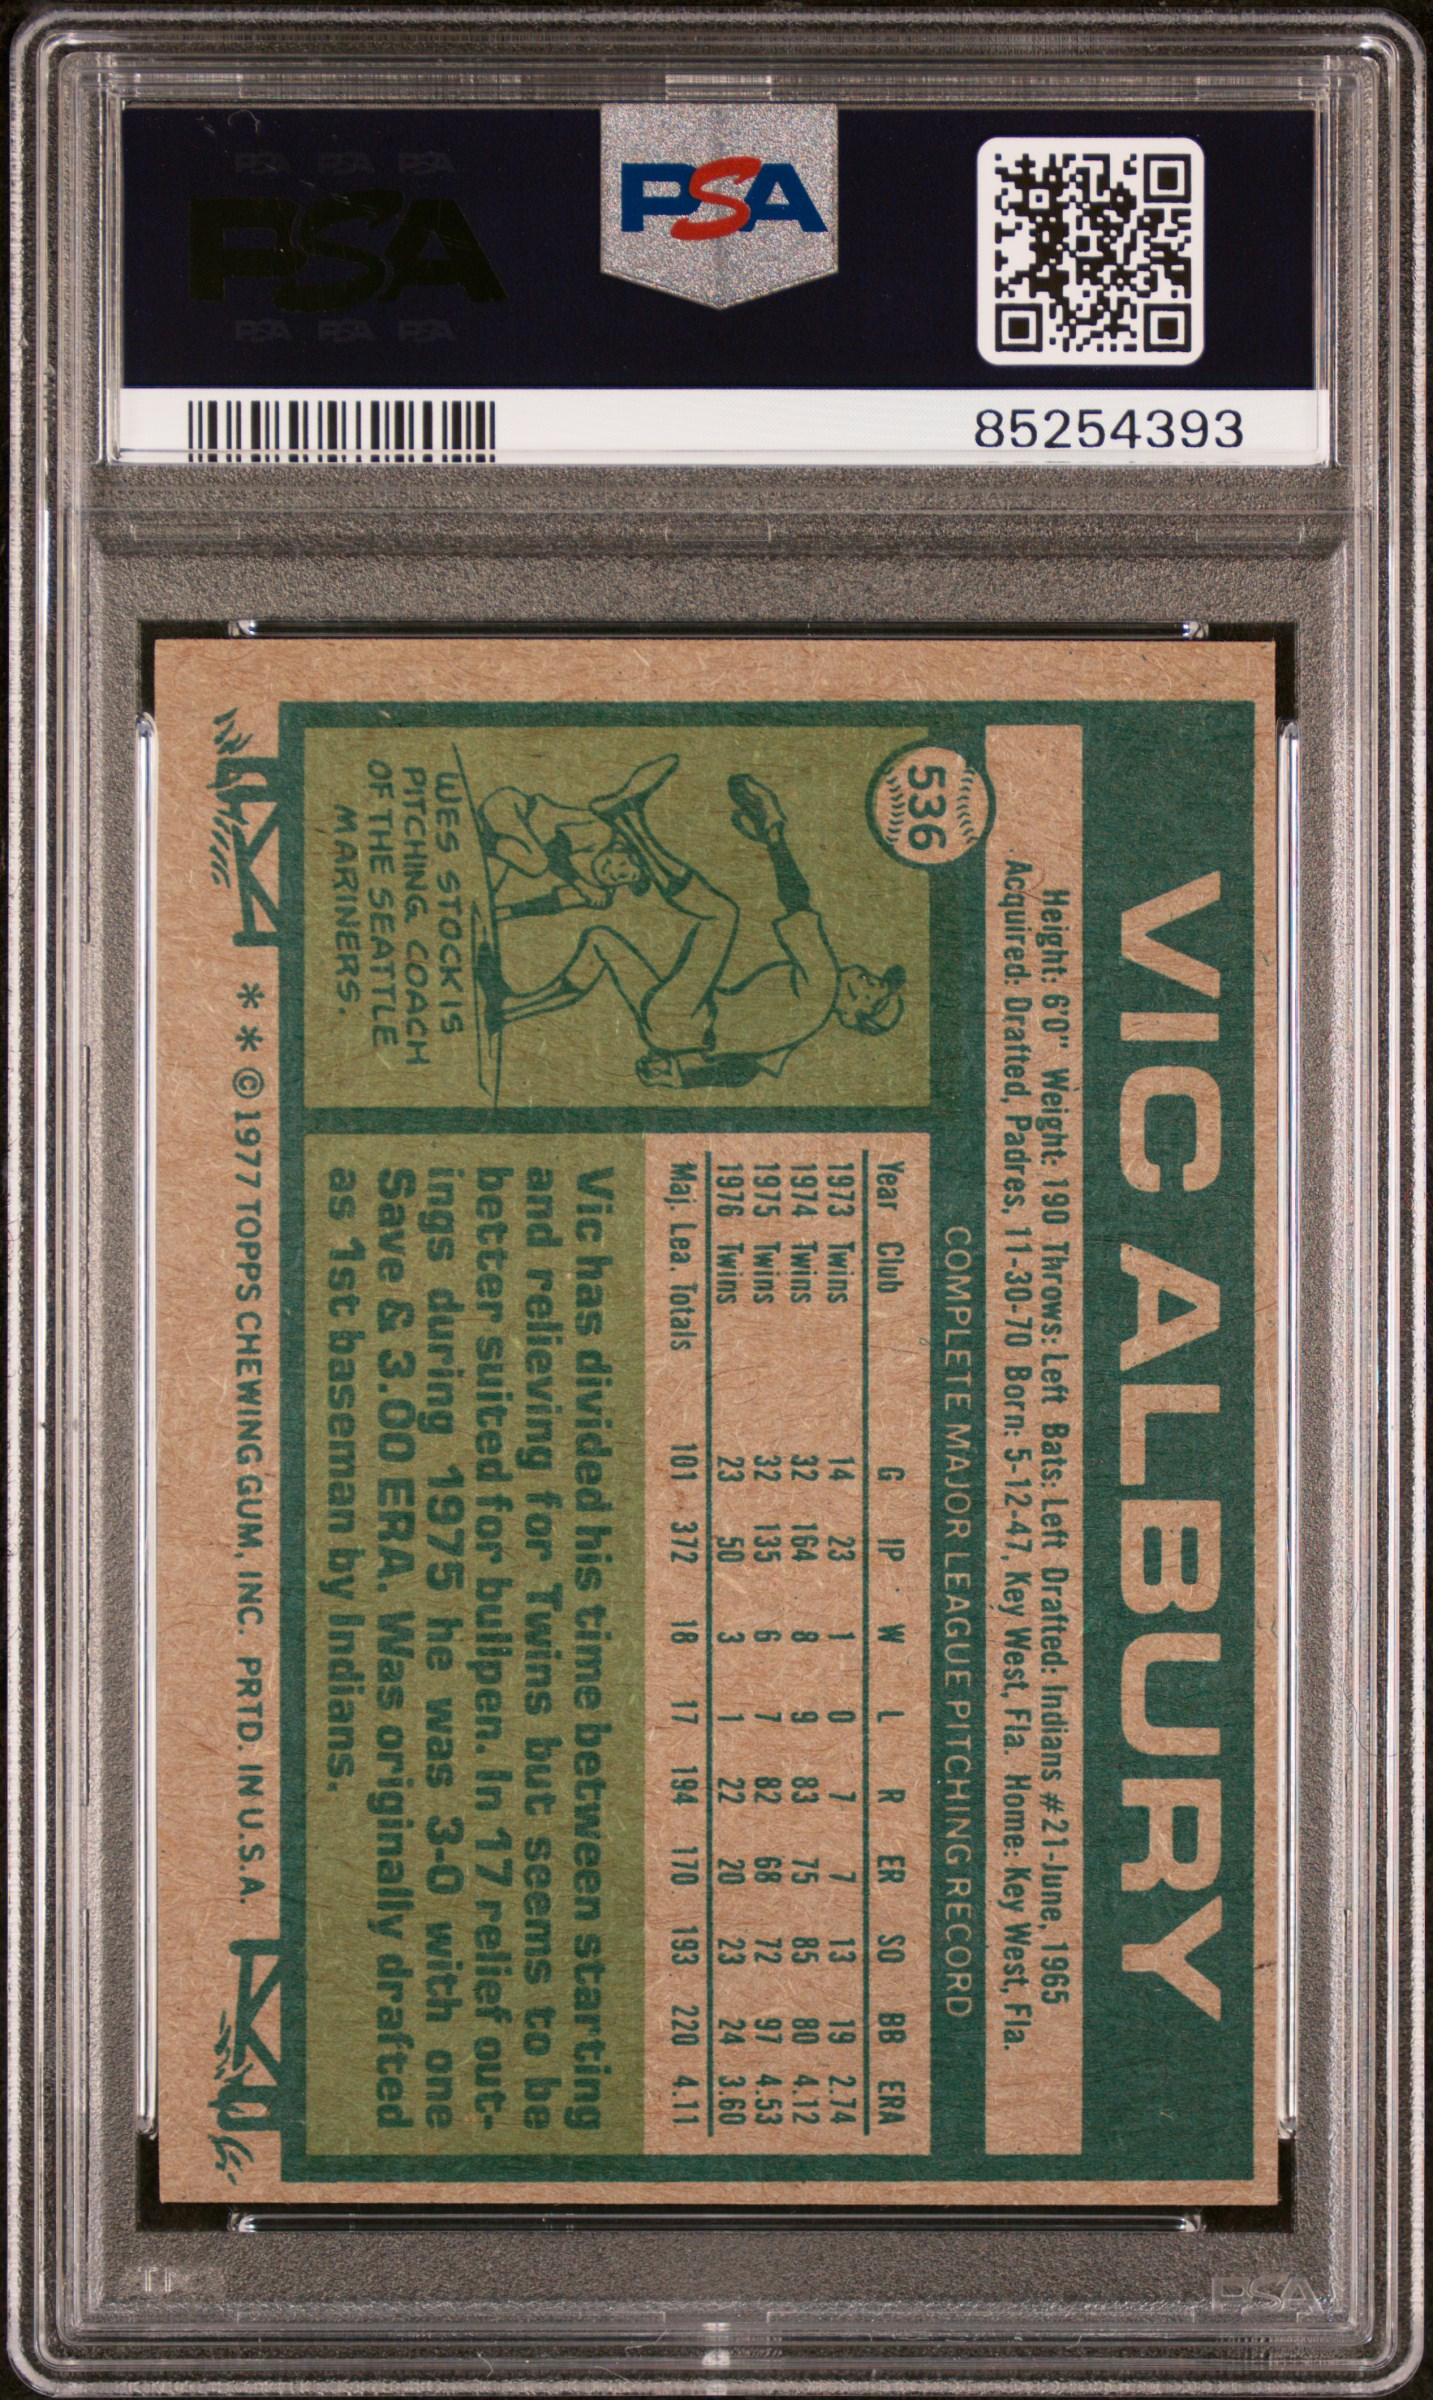 PSA PSA PSA
PSA
PSA PSA PSA
PSA
85254393
536
VIC ALBURY
Height: 6'0" Weight: 190 Throws: Left Bats: Left Drafted: Indians #21-June, 1965
Acquired: Drafted, Padres, 11-30-70 Born: 5-12-47, Key West, Fla. Home: Key West, Fla.
COMPLETE MAJOR LEAGUE PITCHING RECORD
Year Club G IP W L R ER SO BB ERA
1973 Twins 14 23 1 0 7 7 13 19 2.74
1974 Twins 32 164 8 9 83 75 85 80 4.12
1975 Twins 32 135 6 7 82 68 72 97 4.53
1976 Twins 23 50 3 1 22 20 23 24 3.60
Maj. Lea. Totals 101 372 18 17 194 170 193 220 4.11
WES STOCK IS
PITCHING COACH
OF THE SEATTLE
MARINERS.
Vic has divided his time between starting
and relieving for Twins but seems to be
better suited for bullpen. In 17 relief out-
ings during 1975 he was 3-0 with one
Save & 3.00 ERA. Was originally drafted
as 1st baseman by Indians.
* * ©1977 TOPPS CHEWING GUM, INC. PRTD. IN U.S.A.
PSA